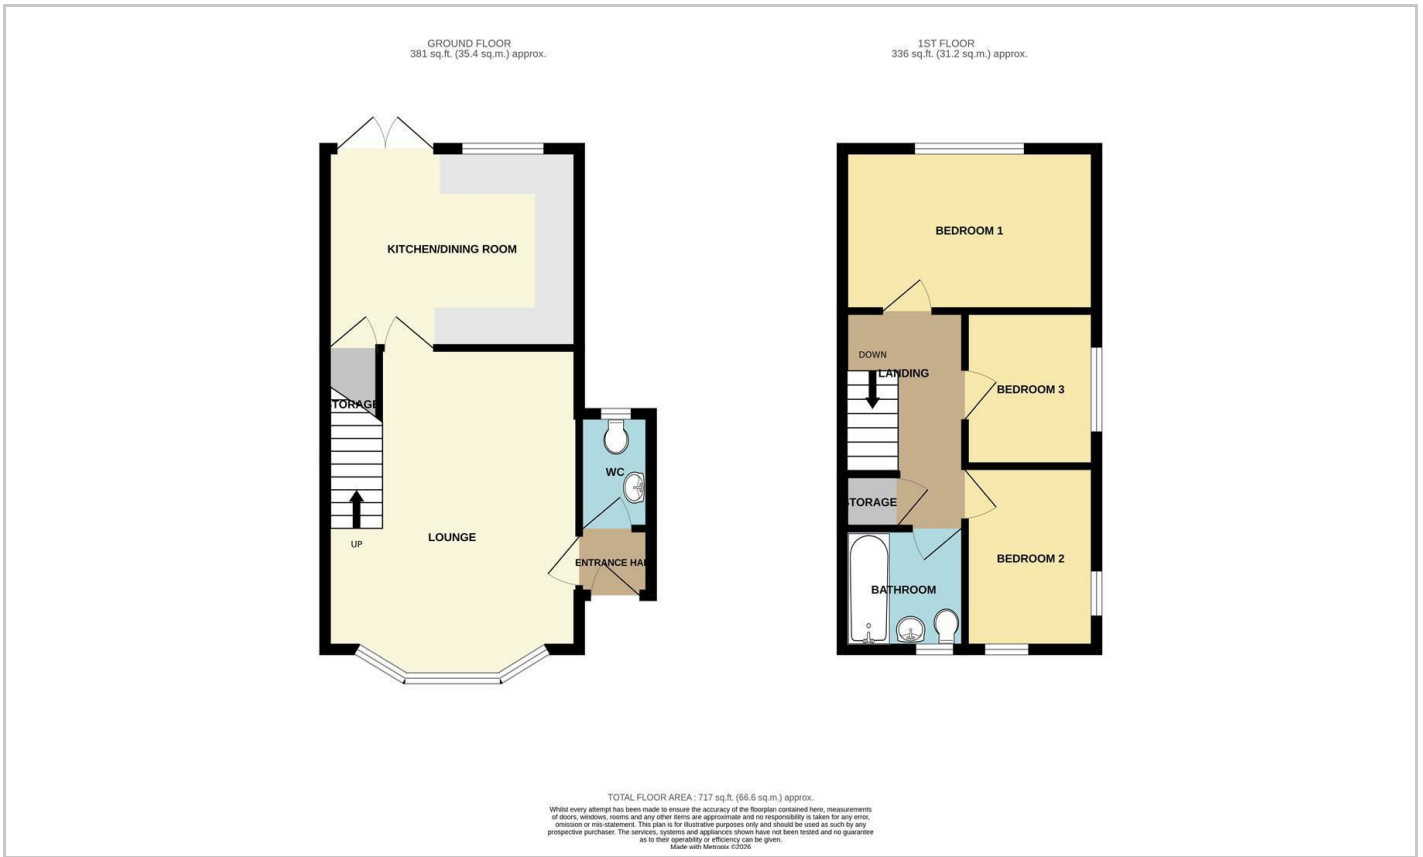 GROUND FLOOR
381 sq.ft. (35.4 sq.m.) approx.
KITCHEN/DINING ROOM
TORAGE
UP
LOUNGE
WC
ENTRANCE HAL
1ST FLOOR
336 sq.ft. (31.2 sq.m.) approx.
BEDROOM 1
DOWN
LANDING
BEDROOM 3
STORAGE
BEDROOM 2
BATHROOM
TOTAL FLOOR AREA : 717 sq.ft. (66.6 sq.m.) approx.
Whilst every attempt has been made to ensure the accuracy of the floorplan contained here, measurements
of doors, windows, rooms and any other items are approximate and no responsibility is taken for any error,
omission or mis-statement. This plan is for illustrative purposes only and should be used as such by any
prospective purchaser. The services, systems and appliances shown have not been tested and no guarantee
as to their operability or efficiency can be given.
Made with Metropix ©2026